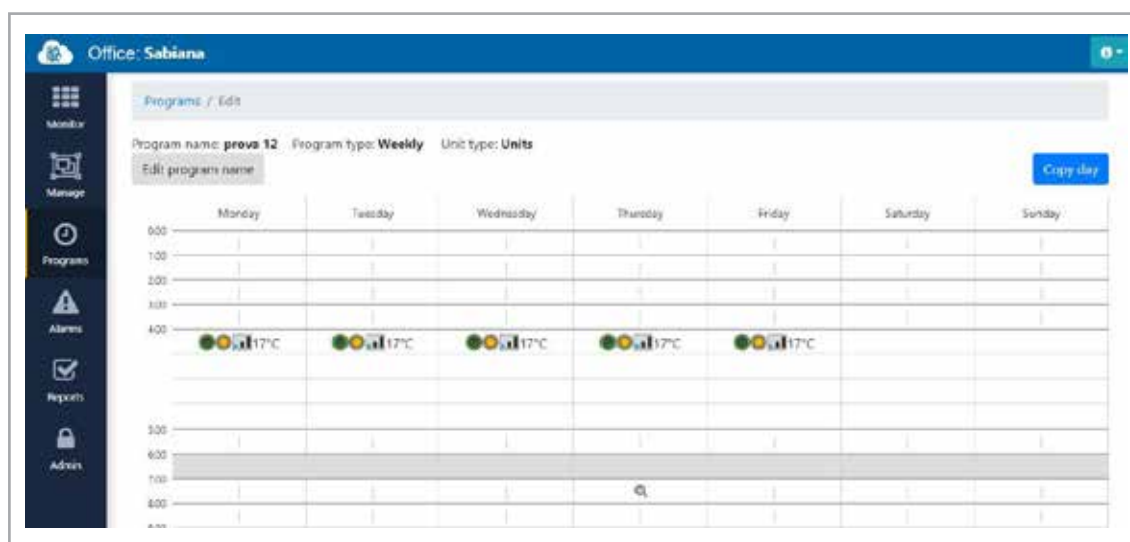 Office: Sabiana
Monitor
Manage
Programs
Alarms
Reports
Admin
Programs / Edit
Program name: prova 12 Program type: Weekly Unit type: Units
Edit program name
Copy day
Monday Tuesday Wednesday Thursday Friday Saturday Sunday
0:00
1:00
2:00
3:00
4:00
17°C 17°C 17°C 17°C 17°C
5:00
6:00
7:00
8:00